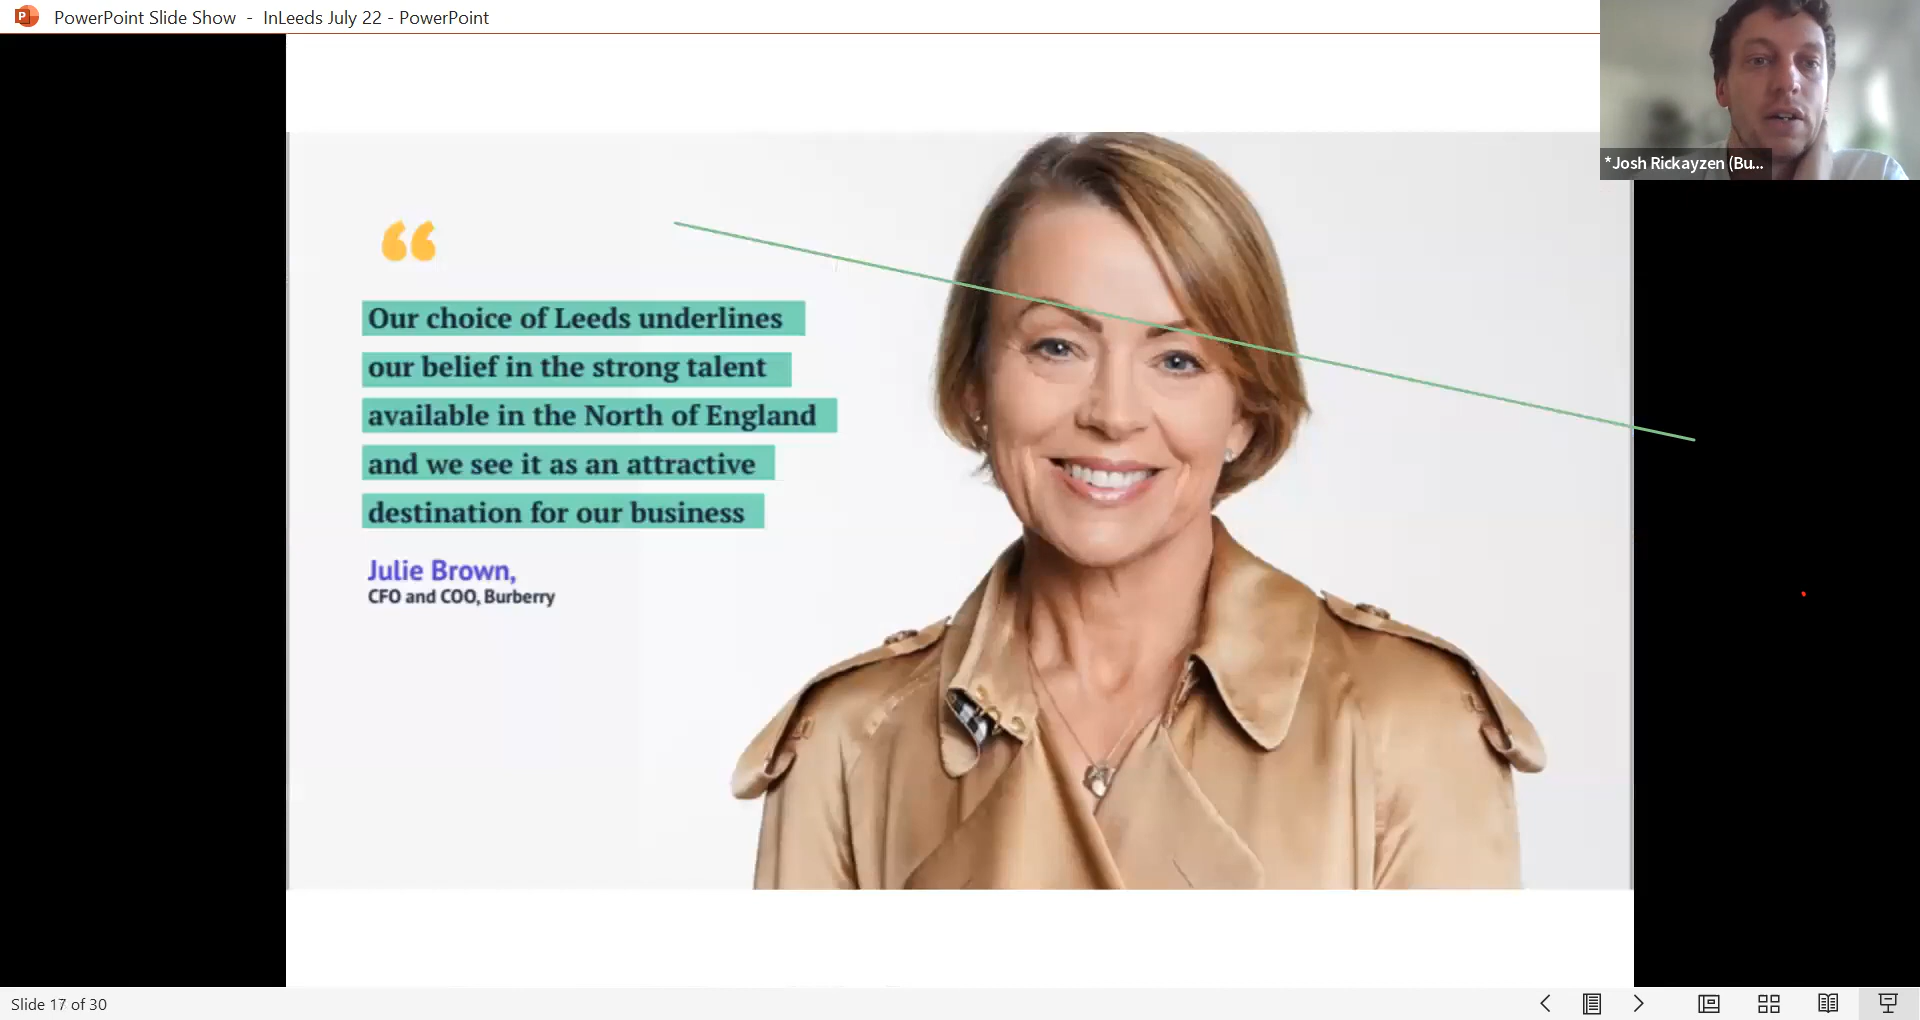 PowerPoint Slide Show - InLeeds July 22 - PowerPoint
*Josh Rickayzen (Bu...
“
Our choice of Leeds underlines
our belief in the strong talent
available in the North of England
and we see it as an attractive
destination for our business
Julie Brown,
CFO and COO, Burberry
Slide 17 of 30